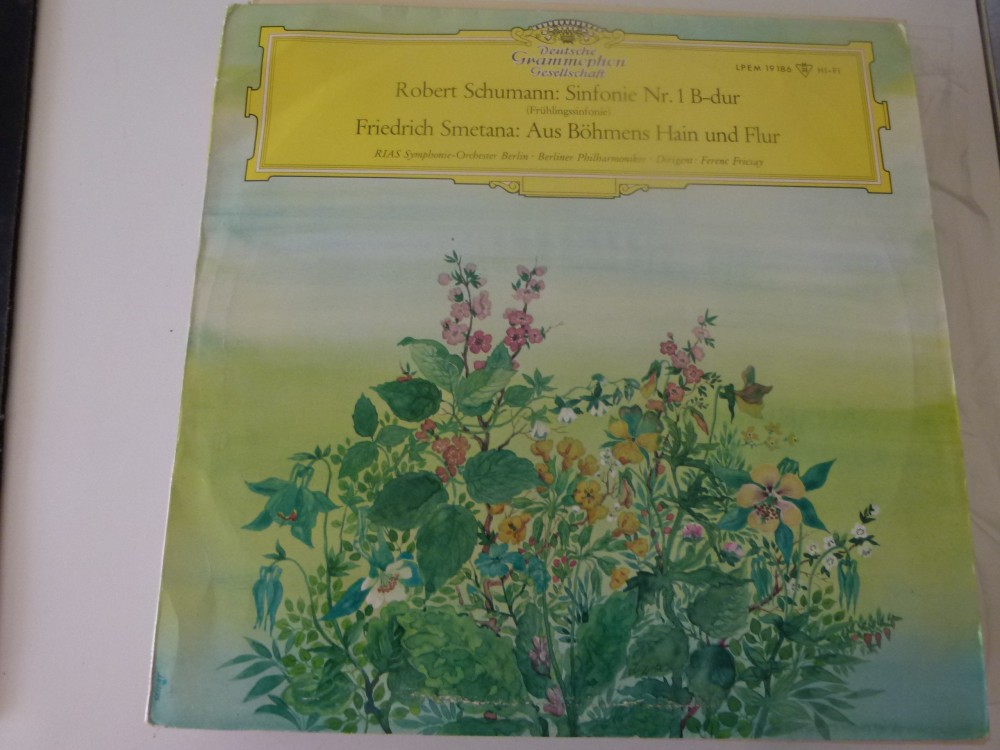 Deutsche
Grammophon
Gesellschaft
LPEM 19 186
Robert Schumann: Sinfonie Nr. 1 B-dur
(Frühlingssinfonie)
Friedrich Smetana: Aus Böhmens Hain und Flur
RIAS Symphonie-Orchester Berlin · Berliner Philharmoniker · Dirigent: Ferenc Fricsay